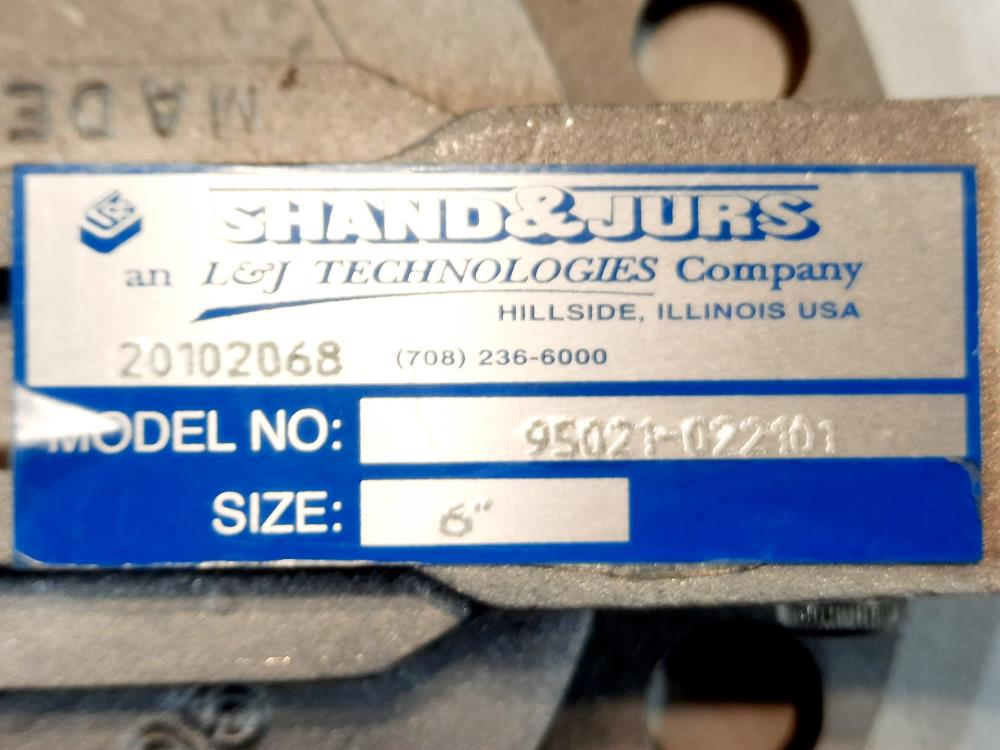 MADE
SHAND&JURS
an L&J TECHNOLOGIES Company
HILLSIDE, ILLINOIS USA
20102068 (708) 236-6000
MODEL NO: 95021-022101
SIZE: 6"